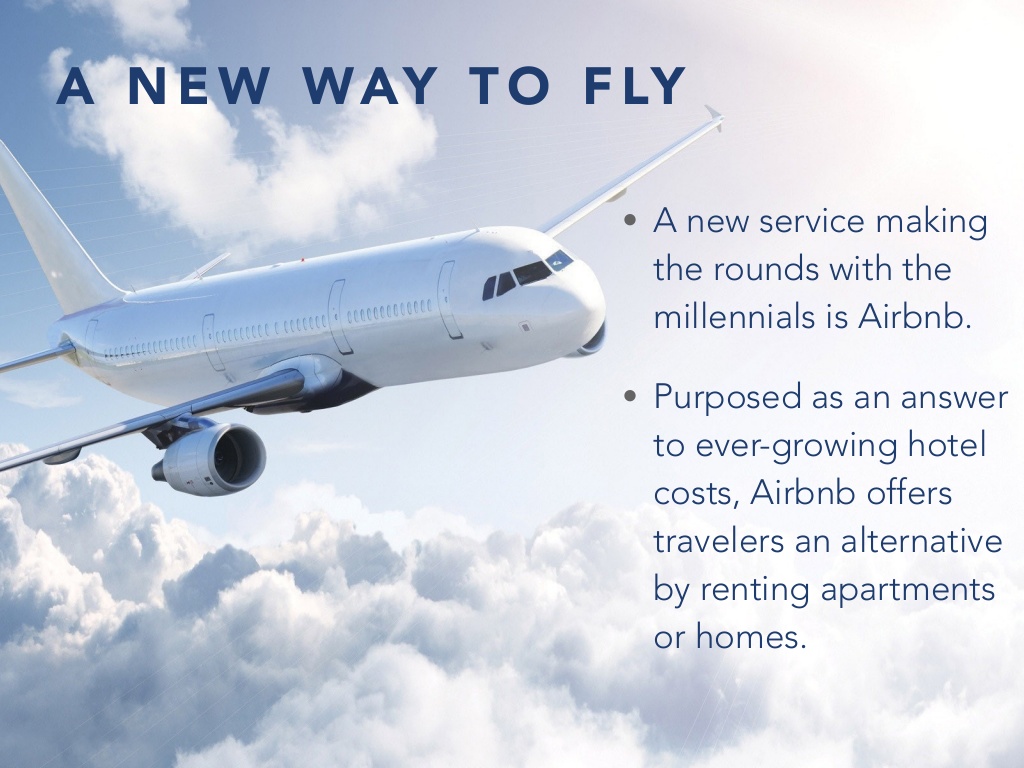 A NEW WAY TO FLY
• A new service making
the rounds with the
millennials is Airbnb.
• Purposed as an answer
to ever-growing hotel
costs, Airbnb offers
travelers an alternative
by renting apartments
or homes.